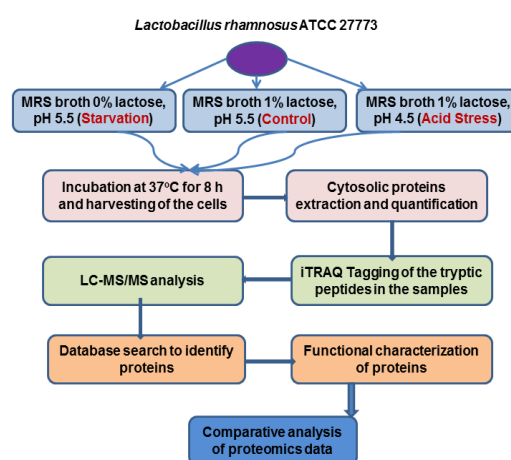 Lactobacillus rhamnosus ATCC 27773
MRS broth 0% lactose,
pH 5.5 (Starvation)
MRS broth 1% lactose,
pH 5.5 (Control)
MRS broth 1% lactose,
pH 4.5 (Acid Stress)
Incubation at 37ºC for 8 h
and harvesting of the cells
Cytosolic proteins
extraction and quantification
LC-MS/MS analysis
iTRAQ Tagging of the tryptic
peptides in the samples
Database search to identify
proteins
Functional characterization
of proteins
Comparative analysis
of proteomics data